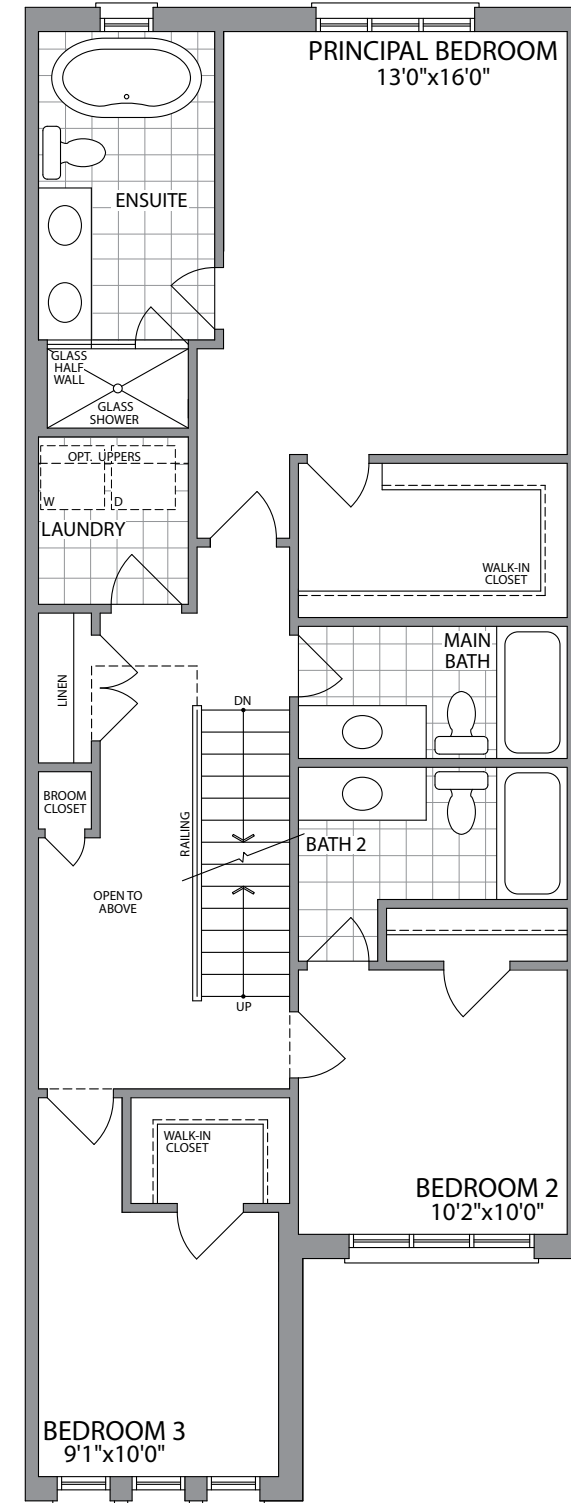 PRINCIPAL BEDROOM
13'0"x16'0"
ENSUITE
GLASS
HALF
WALL
GLASS
SHOWER
OPT. UPPERS
W
D
LAUNDRY
WALK-IN
CLOSET
MAIN
BATH
LINEN
DN
BROOM
CLOSET
RAILING
BATH 2
OPEN TO
ABOVE
UP
WALK-IN
CLOSET
BEDROOM 2
10'2"x10'0"
BEDROOM 3
9'1"x10'0"